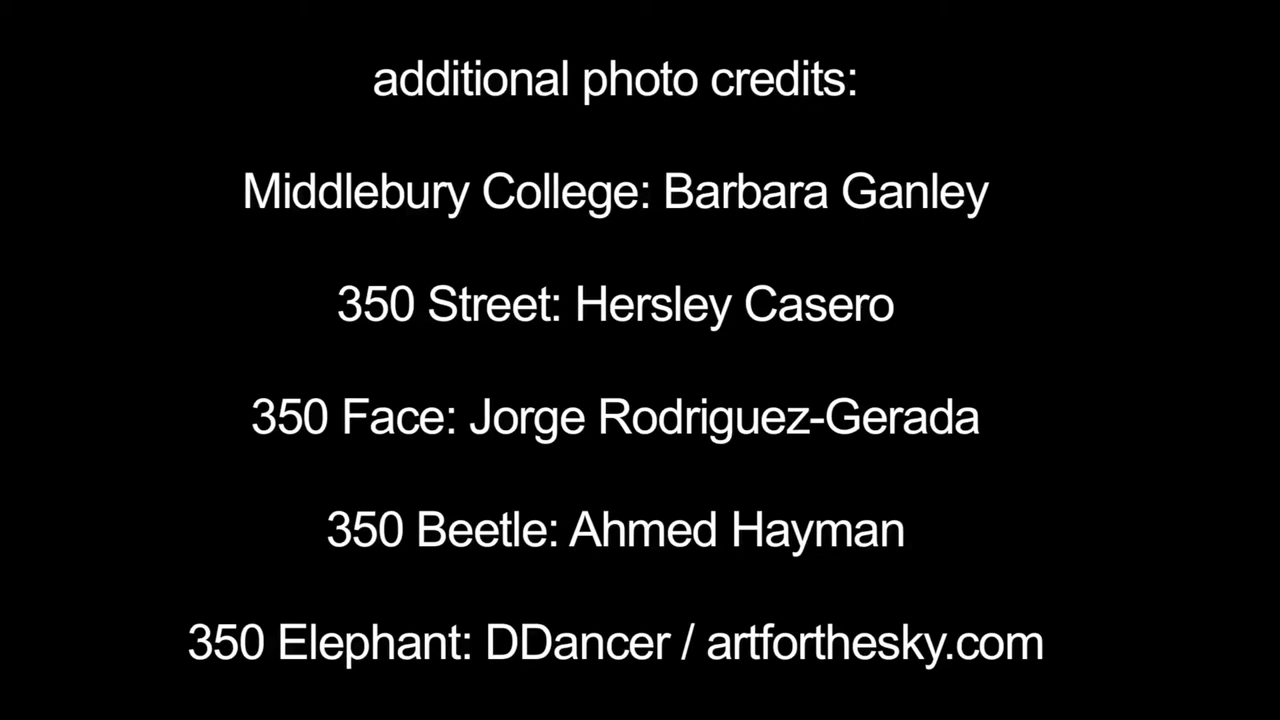 additional photo credits:
Middlebury College: Barbara Ganley
350 Street: Hersley Casero
350 Face: Jorge Rodriguez-Gerada
350 Beetle: Ahmed Hayman
350 Elephant: DDancer / artforthesky.com